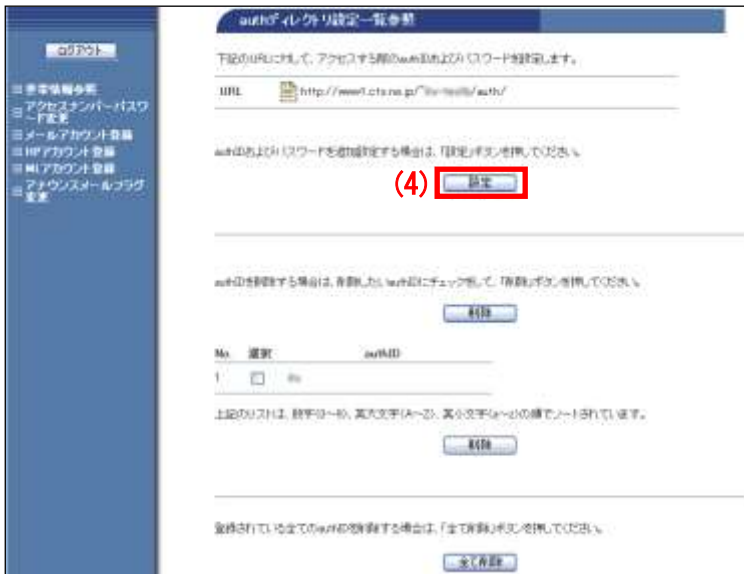 authディレクトリ設定一覧参照
ログアウト
下記のURLに対して、アクセスする際のauthIDおよびパスワードを設定します。
契約情報参照
アクセスナンバーパスワ
ード変更
メールアカウント登録
HPアカウント登録
MLアカウント登録
アナウンスメールフラグ
変更
URL http://www1.cts.ne.jp/~ /auth/
authIDおよびパスワードを追加設定する場合は、「設定」ボタンを押してください。
(4) 設定
authIDを削除する場合は、削除したいauthIDにチェックをして、「削除」ボタンを押してください。
削除
No. 選択 authID
1
上記のリストは、数字(0~9)、英大文字(A~Z)、英小文字(a~z)の順でソートされています。
削除
登録されている全てのauthIDを削除する場合は、「全て削除」ボタンを押してください。
全て削除